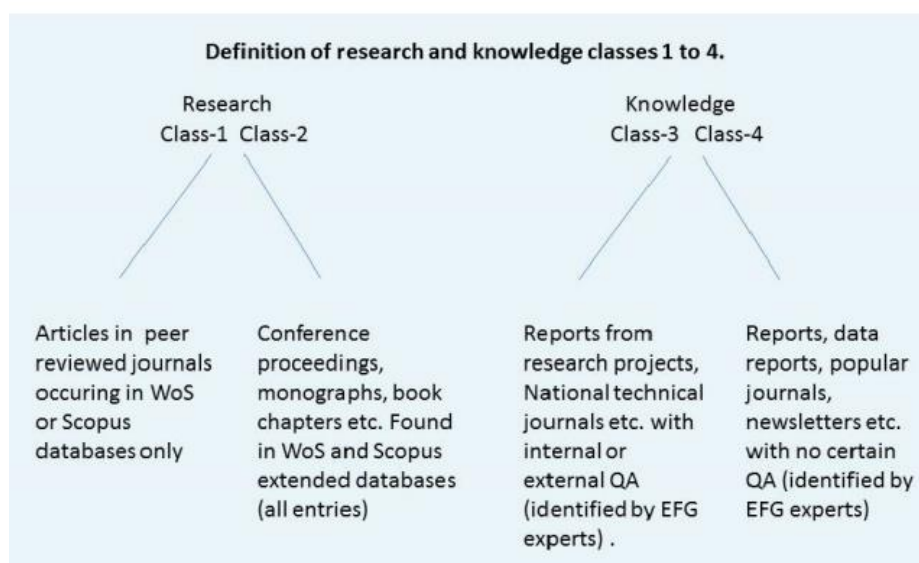 Definition of research and knowledge classes 1 to 4.
Research
Class-1 Class-2
Knowledge
Class-3 Class-4
Articles in peer
reviewed journals
occuring in WoS
or Scopus
databases only
Conference
proceedings,
monographs, book
chapters etc. Found
in WoS and Scopus
extended databases
(all entries)
Reports from
research projects,
National technical
journals etc. with
internal or
external QA
(identified by EFG
experts) .
Reports, data
reports, popular
journals,
newsletters etc.
with no certain
QA (identified by
EFG experts)